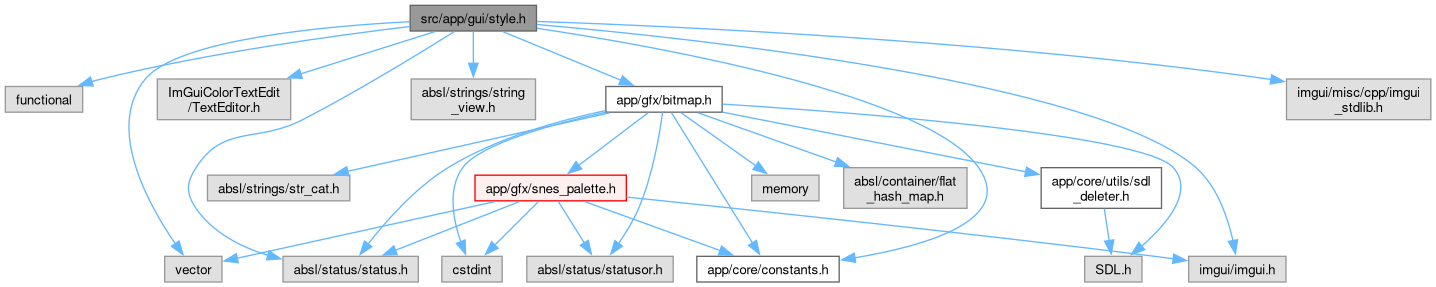 src/app/gui/style.h
functional
ImGuiColorTextEdit
/TextEditor.h
absl/strings/string
_view.h
app/gfx/bitmap.h
imgui/misc/cpp/imgui
_stdlib.h
absl/strings/str_cat.h
app/gfx/snes_palette.h
memory
absl/container/flat
_hash_map.h
app/core/utils/sdl
_deleter.h
vector
absl/status/status.h
cstdint
absl/status/statusor.h
app/core/constants.h
SDL.h
imgui/imgui.h